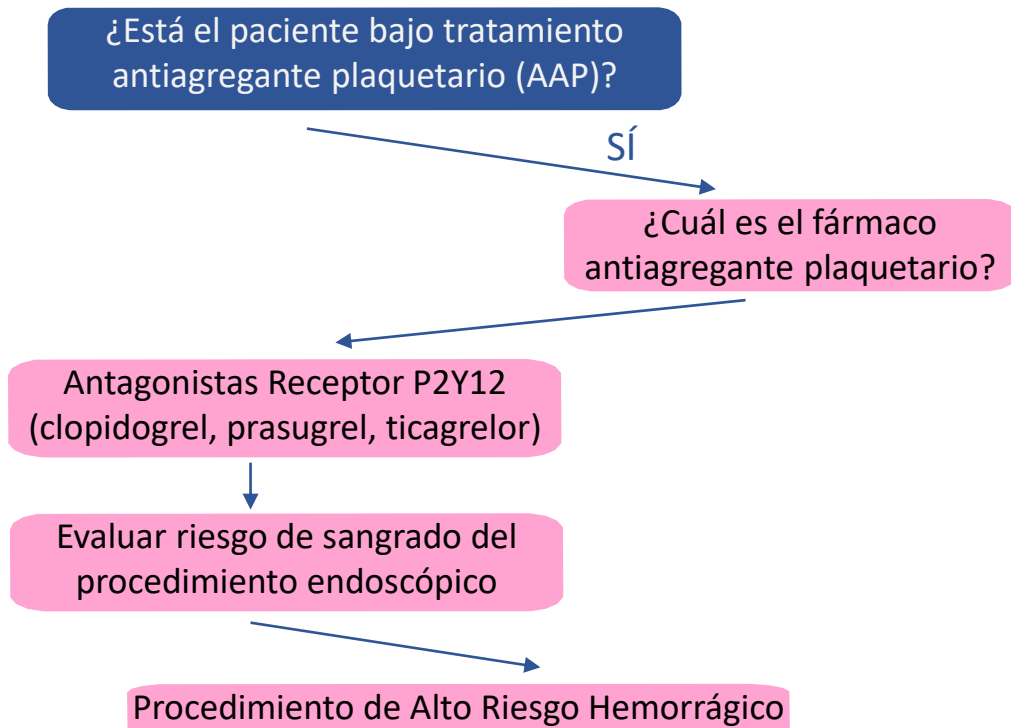 ¿Está el paciente bajo tratamiento
antiagregante plaquetario (AAP)?
SÍ
¿Cuál es el fármaco
antiagregante plaquetario?
Antagonistas Receptor P2Y12
(clopidogrel, prasugrel, ticagrelor)
Evaluar riesgo de sangrado del
procedimiento endoscópico
Procedimiento de Alto Riesgo Hemorrágico